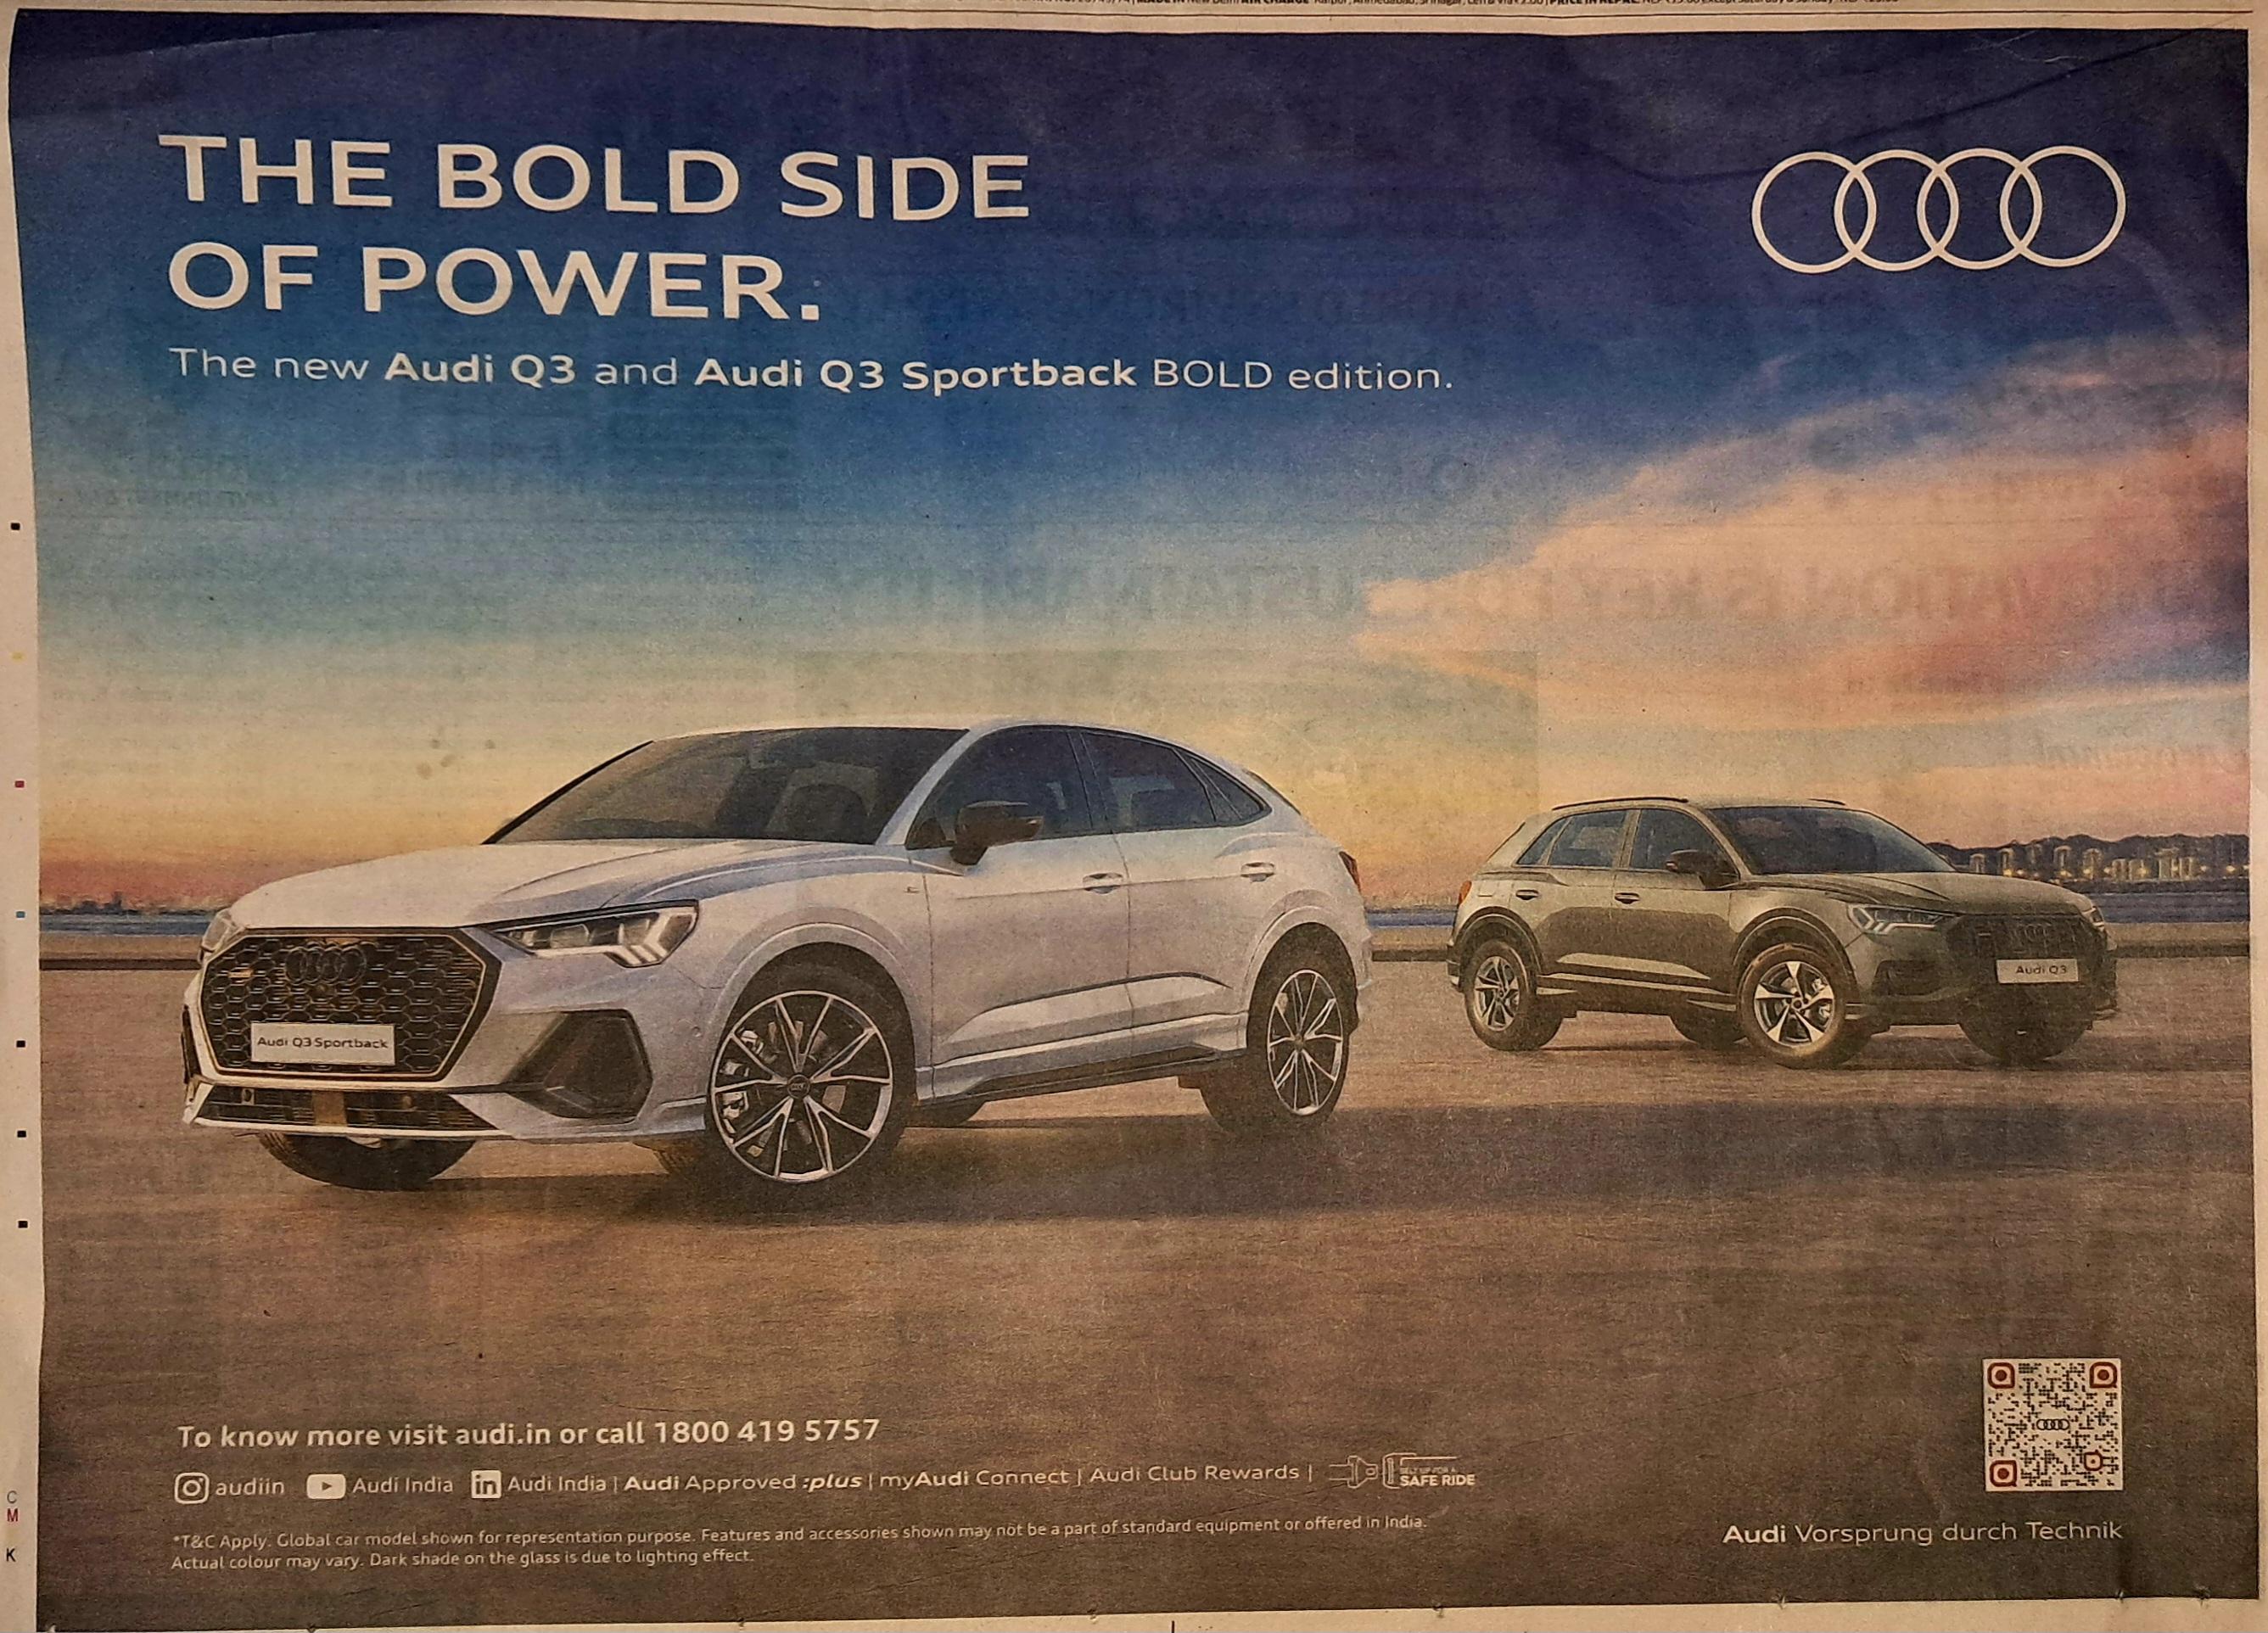 THE BOLD SIDE
OF POWER.
The new Audi Q3 and Audi Q3 Sportback BOLD edition.
Audi Q3
Audi Q3 Sportback
To know more visit audi.in or call 1800 419 5757
audiin Audi India in Audi India | Audi Approved :plus | myAudi Connect | Audi Club Rewards |
SAFE RIDE
*T&C Apply. Global car model shown for representation purpose. Features and accessories shown may not be a part of standard equipment or offered in India.
Actual colour may vary. Dark shade on the glass is due to lighting effect.
Audi Vorsprung durch Technik
C
M
K